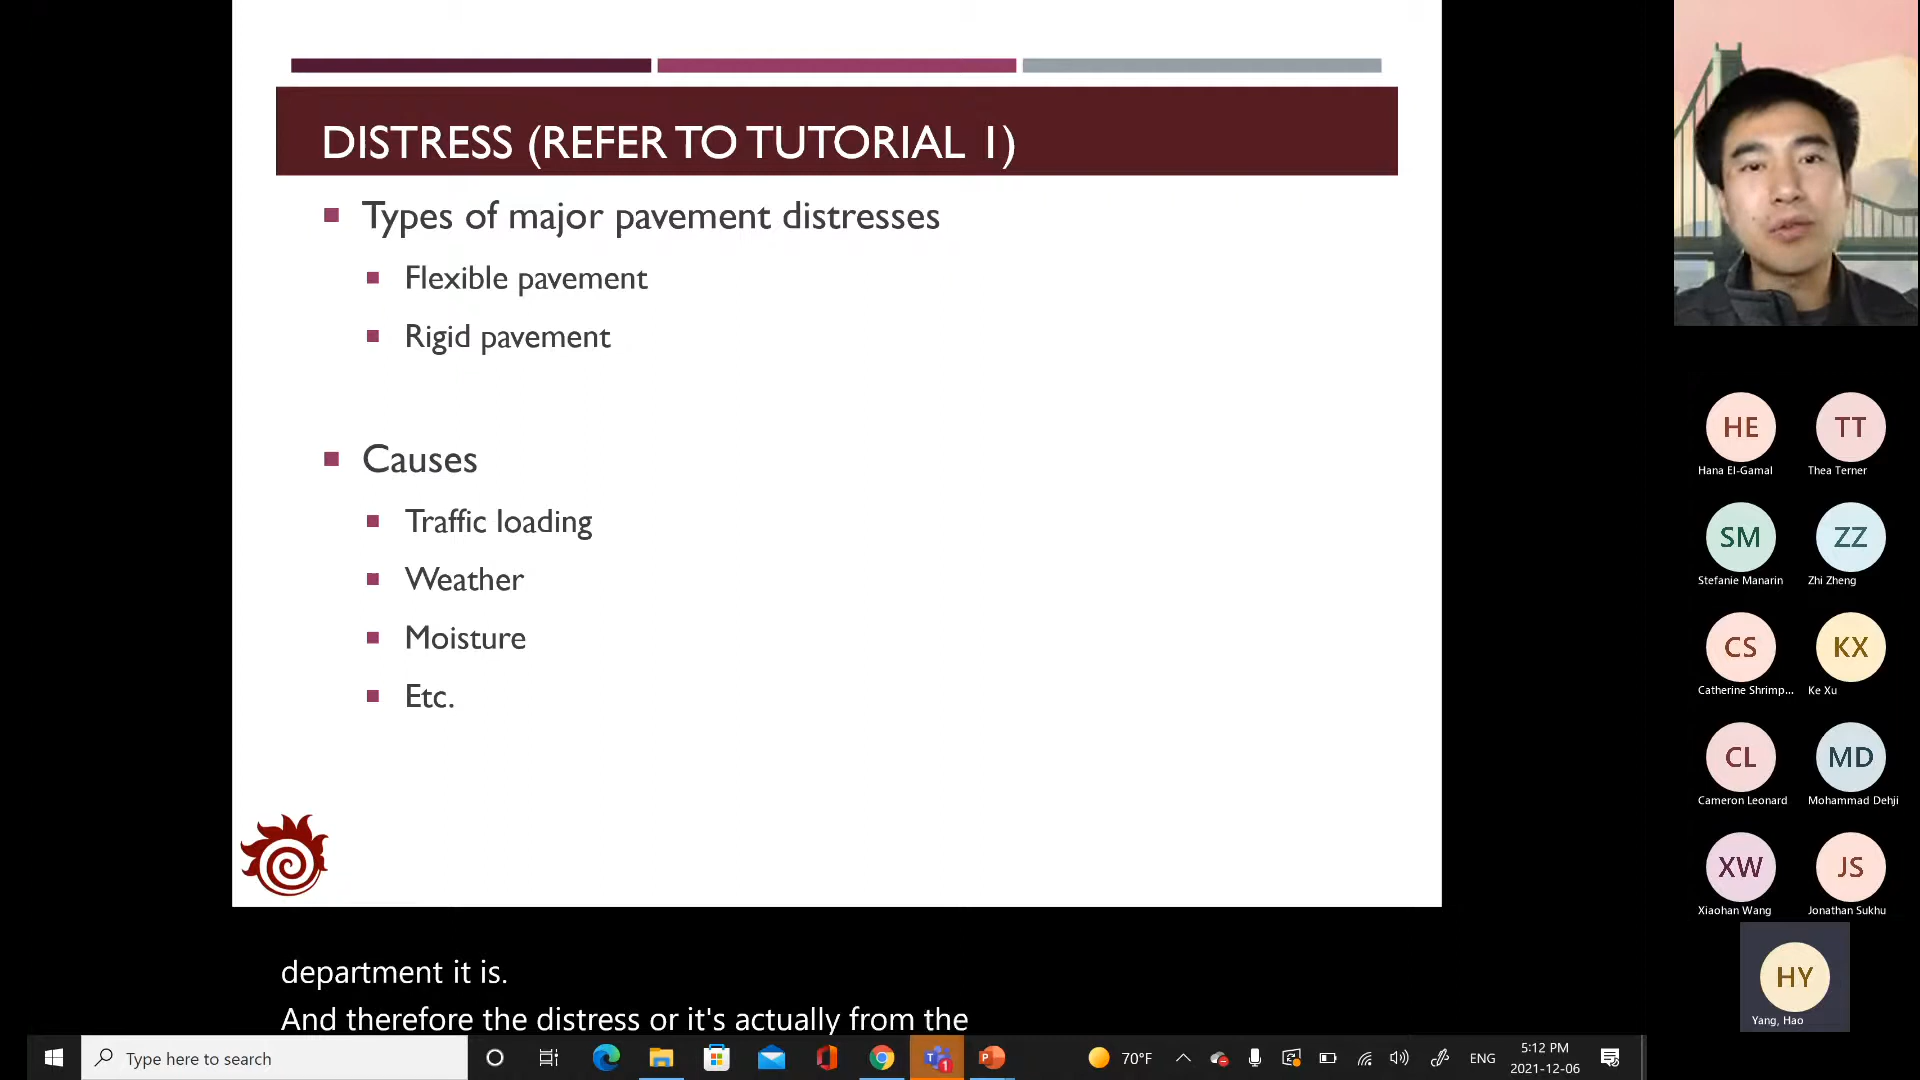 DISTRESS (REFER TO TUTORIAL 1)
Types of major pavement distresses
Flexible pavement
Rigid pavement
Causes
Traffic loading
Weather
Moisture
Etc.
HE
TT
Hana El-Gamal
Thea Terner
SM
ZZ
Stefanie Manarin
Zhi Zheng
CS
KX
Catherine Shrimp...
Ke Xu
CL
MD
Cameron Leonard
Mohammad Dehji
XW
JS
Xiaohan Wang
Jonathan Sukhu
HY
Yang, Hao
department it is.
And therefore the distress or it's actually from the
Type here to search
1
70°F
ENG
5:12 PM
2021-12-06